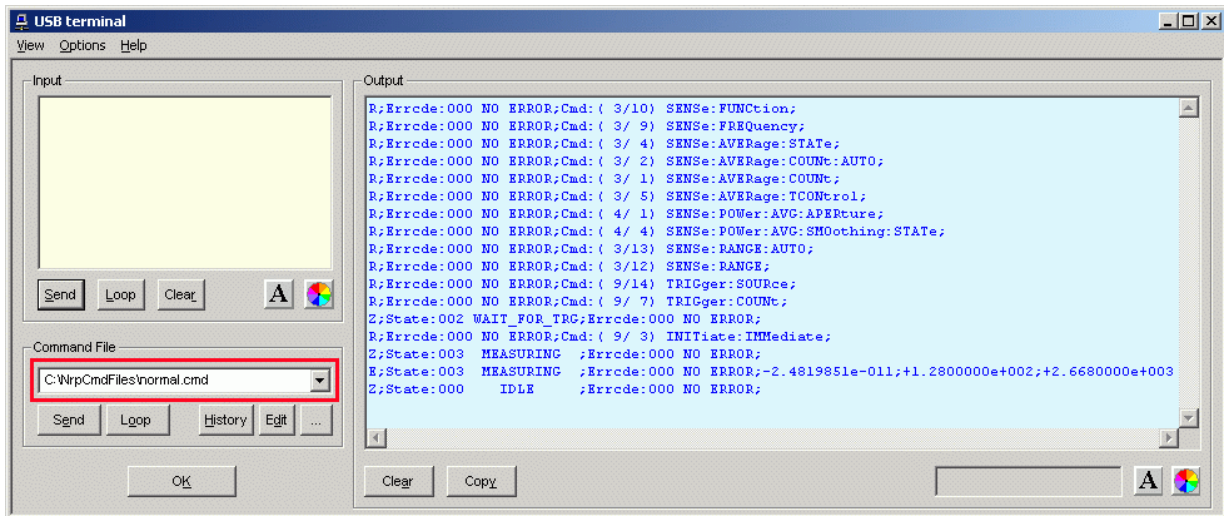 USB terminal
View Options Help
Input
Send Loop Clear A
Command File
C:\NrpCmdFiles\normal.cmd
Send Loop History Edit ...
OK
Output
R;Errcde:000 NO ERROR;Cmd:( 3/10) SENSe:FUNCtion;
R;Errcde:000 NO ERROR;Cmd:( 3/ 9) SENSe:FREQuency;
R;Errcde:000 NO ERROR;Cmd:( 3/ 4) SENSe:AVERage:STATe;
R;Errcde:000 NO ERROR;Cmd:( 3/ 2) SENSe:AVERage:COUNt:AUTO;
R;Errcde:000 NO ERROR;Cmd:( 3/ 1) SENSe:AVERage:COUNt;
R;Errcde:000 NO ERROR;Cmd:( 3/ 5) SENSe:AVERage:TCONtrol;
R;Errcde:000 NO ERROR;Cmd:( 4/ 1) SENSe:POWer:AVG:APERture;
R;Errcde:000 NO ERROR;Cmd:( 4/ 4) SENSe:POWer:AVG:SMOothing:STATe;
R;Errcde:000 NO ERROR;Cmd:( 3/13) SENSe:RANGE:AUTO;
R;Errcde:000 NO ERROR;Cmd:( 3/12) SENSe:RANGE;
R;Errcde:000 NO ERROR;Cmd:( 9/14) TRIGger:SOURce;
R;Errcde:000 NO ERROR;Cmd:( 9/ 7) TRIGger:COUNt;
Z;State:002 WAIT_FOR_TRG;Errcde:000 NO ERROR;
R;Errcde:000 NO ERROR;Cmd:( 9/ 3) INITiate:IMMediate;
Z;State:003 MEASURING ;Errcde:000 NO ERROR;
E;State:003 MEASURING ;Errcde:000 NO ERROR;-2.4819851e-011;+1.2800000e+002;+2.6680000e+003
Z;State:000 IDLE ;Errcde:000 NO ERROR;
Clear Copy A